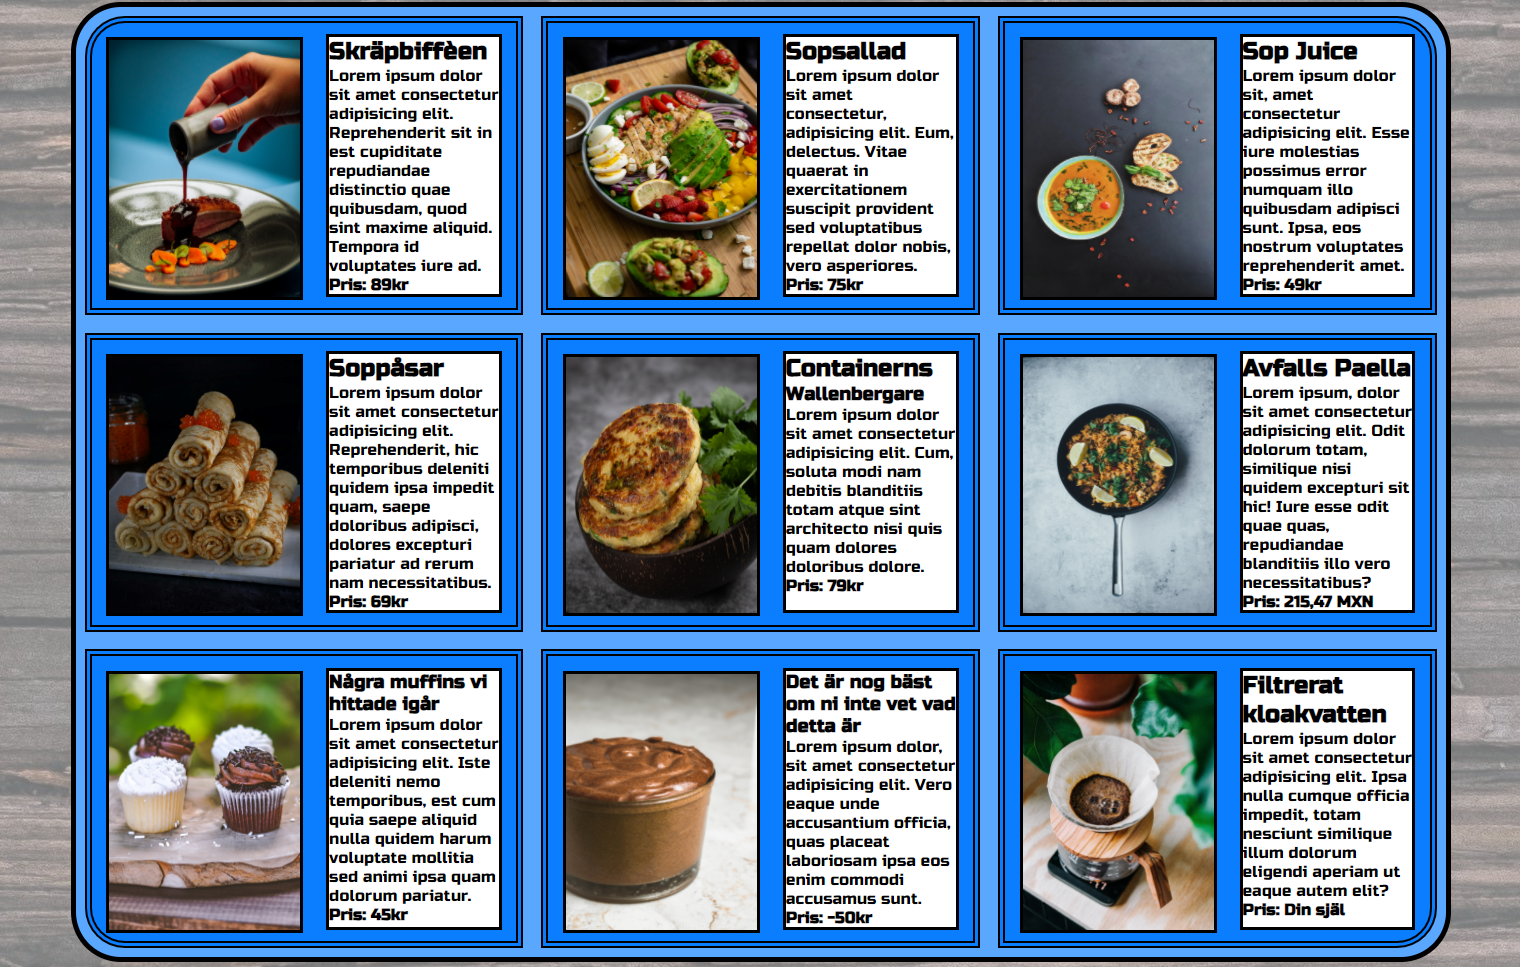 Skräpbiffèen
Lorem ipsum dolor
sit amet consectetur
adipisicing elit.
Reprehenderit sit in
est cupiditate
repudiandae
distinctio quae
quibusdam, quod
sint maxime aliquid.
Tempora id
voluptates iure ad.
Pris: 89kr
Sopsallad
Lorem ipsum dolor
sit amet
consectetur,
adipisicing elit. Eum,
delectus. Vitae
quaerat in
exercitationem
suscipit provident
sed voluptatibus
repellat dolor nobis,
vero asperiores.
Pris: 75kr
Sop Juice
Lorem ipsum dolor
sit, amet
consectetur
adipisicing elit. Esse
iure molestias
possimus error
numquam illo
quibusdam adipisci
sunt. Ipsa, eos
nostrum voluptates
reprehenderit amet.
Pris: 49kr
Soppåsar
Lorem ipsum dolor
sit amet consectetur
adipisicing elit.
Reprehenderit, hic
temporibus deleniti
quidem ipsa impedit
quam, saepe
doloribus adipisci,
dolores excepturi
pariatur ad rerum
nam necessitatibus.
Pris: 69kr
Containerns
Wallenbergare
Lorem ipsum dolor
sit amet consectetur
adipisicing elit. Cum,
soluta modi nam
debitis blanditiis
totam atque sint
architecto nisi quis
quam dolores
doloribus dolore.
Pris: 79kr
Avfalls Paella
Lorem ipsum, dolor
sit amet consectetur
adipisicing elit. Odit
dolorum totam,
similique nisi
quidem excepturi sit
hic! Iure esse odit
quae quas,
repudiandae
blanditiis illo vero
necessitatibus?
Pris: 215,47 MXN
Några muffins vi
hittade igår
Lorem ipsum dolor
sit amet consectetur
adipisicing elit. Iste
deleniti nemo
temporibus, est cum
quia saepe aliquid
nulla quidem harum
voluptate mollitia
sed animi ipsa quam
dolorum pariatur.
Pris: 45kr
Det är nog bäst
om ni inte vet vad
detta är
Lorem ipsum dolor,
sit amet consectetur
adipisicing elit. Vero
eaque unde
accusantium officia,
quas placeat
laboriosam ipsa eos
enim commodi
accusamus sunt.
Pris: -50kr
Filtrerat
kloakvatten
Lorem ipsum dolor
sit amet consectetur
adipisicing elit. Ipsa
nulla cumque officia
impedit, totam
nesciunt similique
illum dolorum
eligendi aperiam ut
eaque autem elit?
Pris: Din själ